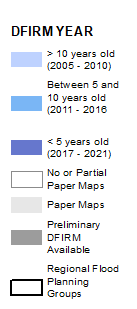 DFIRM YEAR
> 10 years old
(2005 - 2010)
Between 5 and
10 years old
(2011 - 2016
< 5 years old
(2017 - 2021)
No or Partial
Paper Maps
Paper Maps
Preliminary
DFIRM
Available
Regional Flood
Planning
Groups